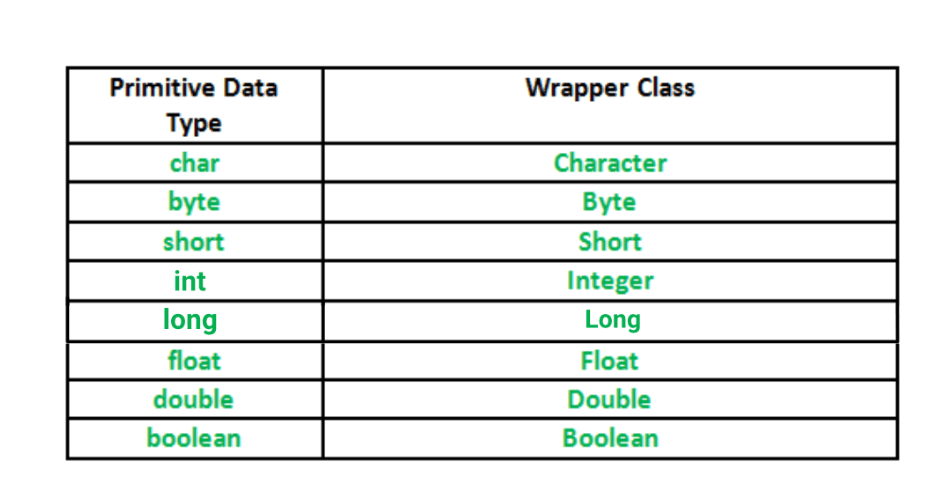 Primitive Data Wrapper Class
Type
char Character
byte Byte
short Short
int Integer
long Long
float Float
double Double
boolean Boolean